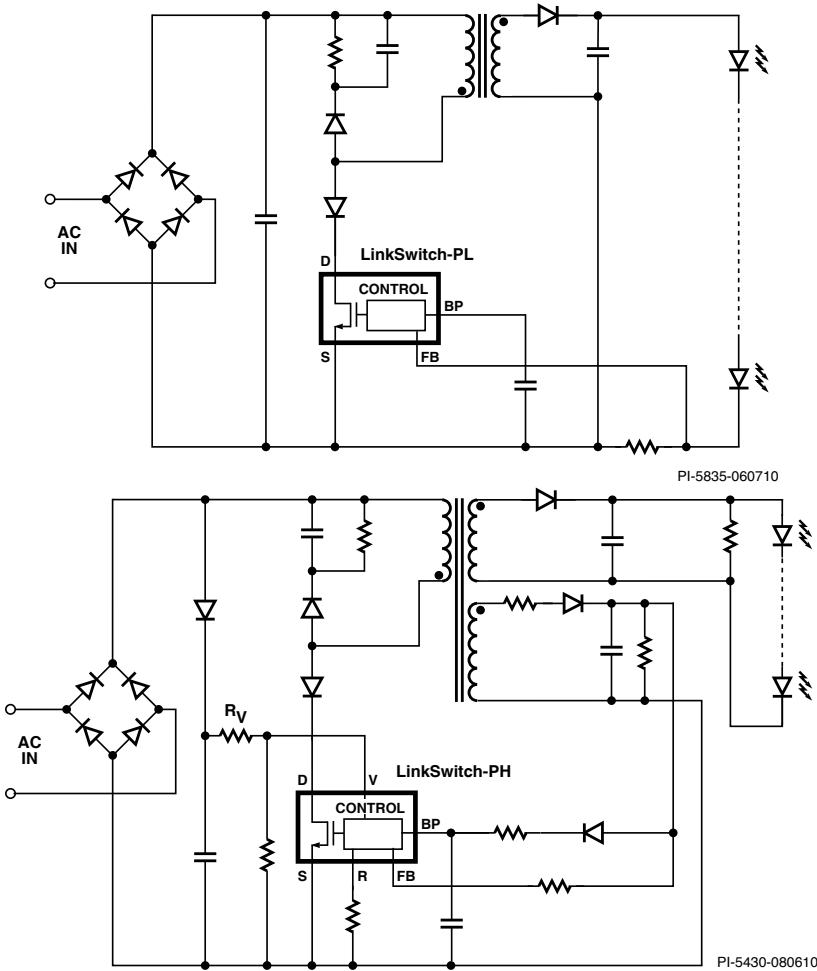 AC
IN
LinkSwitch-PL
D
CONTROL
BP
S
FB
PI-5835-060710
AC
IN
RV
D
V
LinkSwitch-PH
CONTROL
BP
S
R
FB
PI-5430-080610